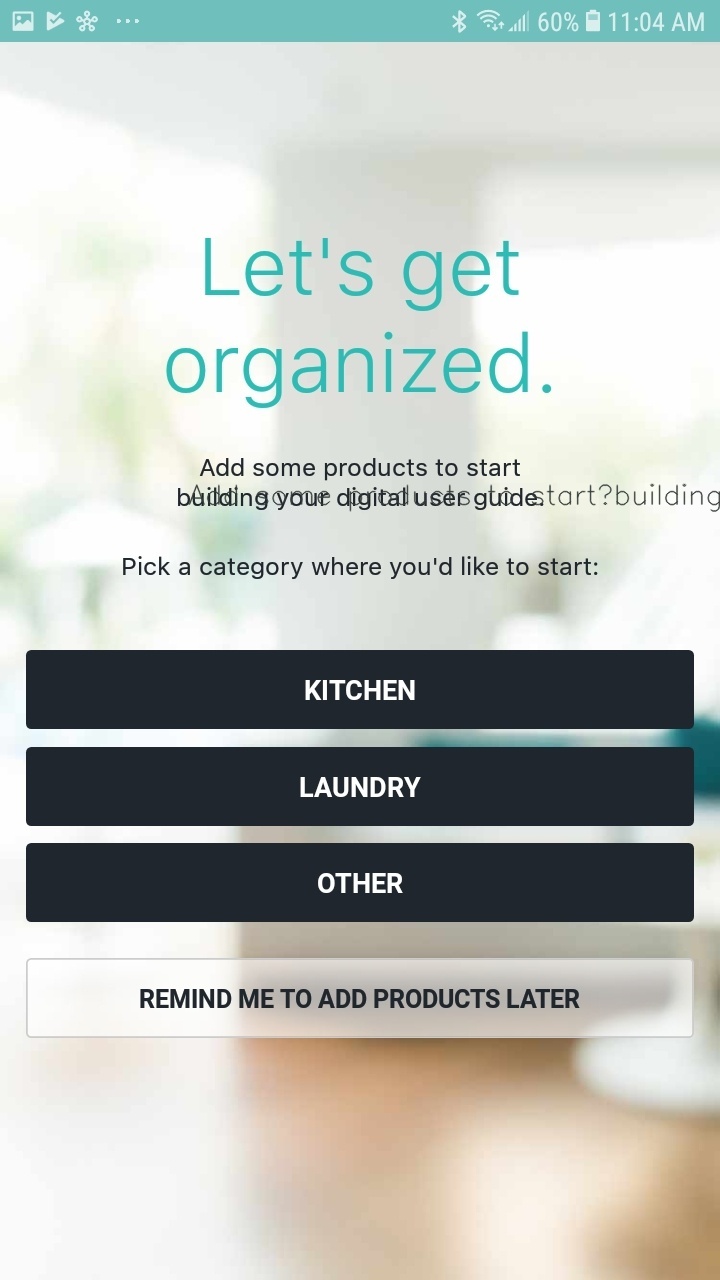 60% 11:04 AM
Let's get
organized.
Add some products to start
building your digital user guide.
Add some products to start?building
Pick a category where you'd like to start:
KITCHEN
LAUNDRY
OTHER
REMIND ME TO ADD PRODUCTS LATER